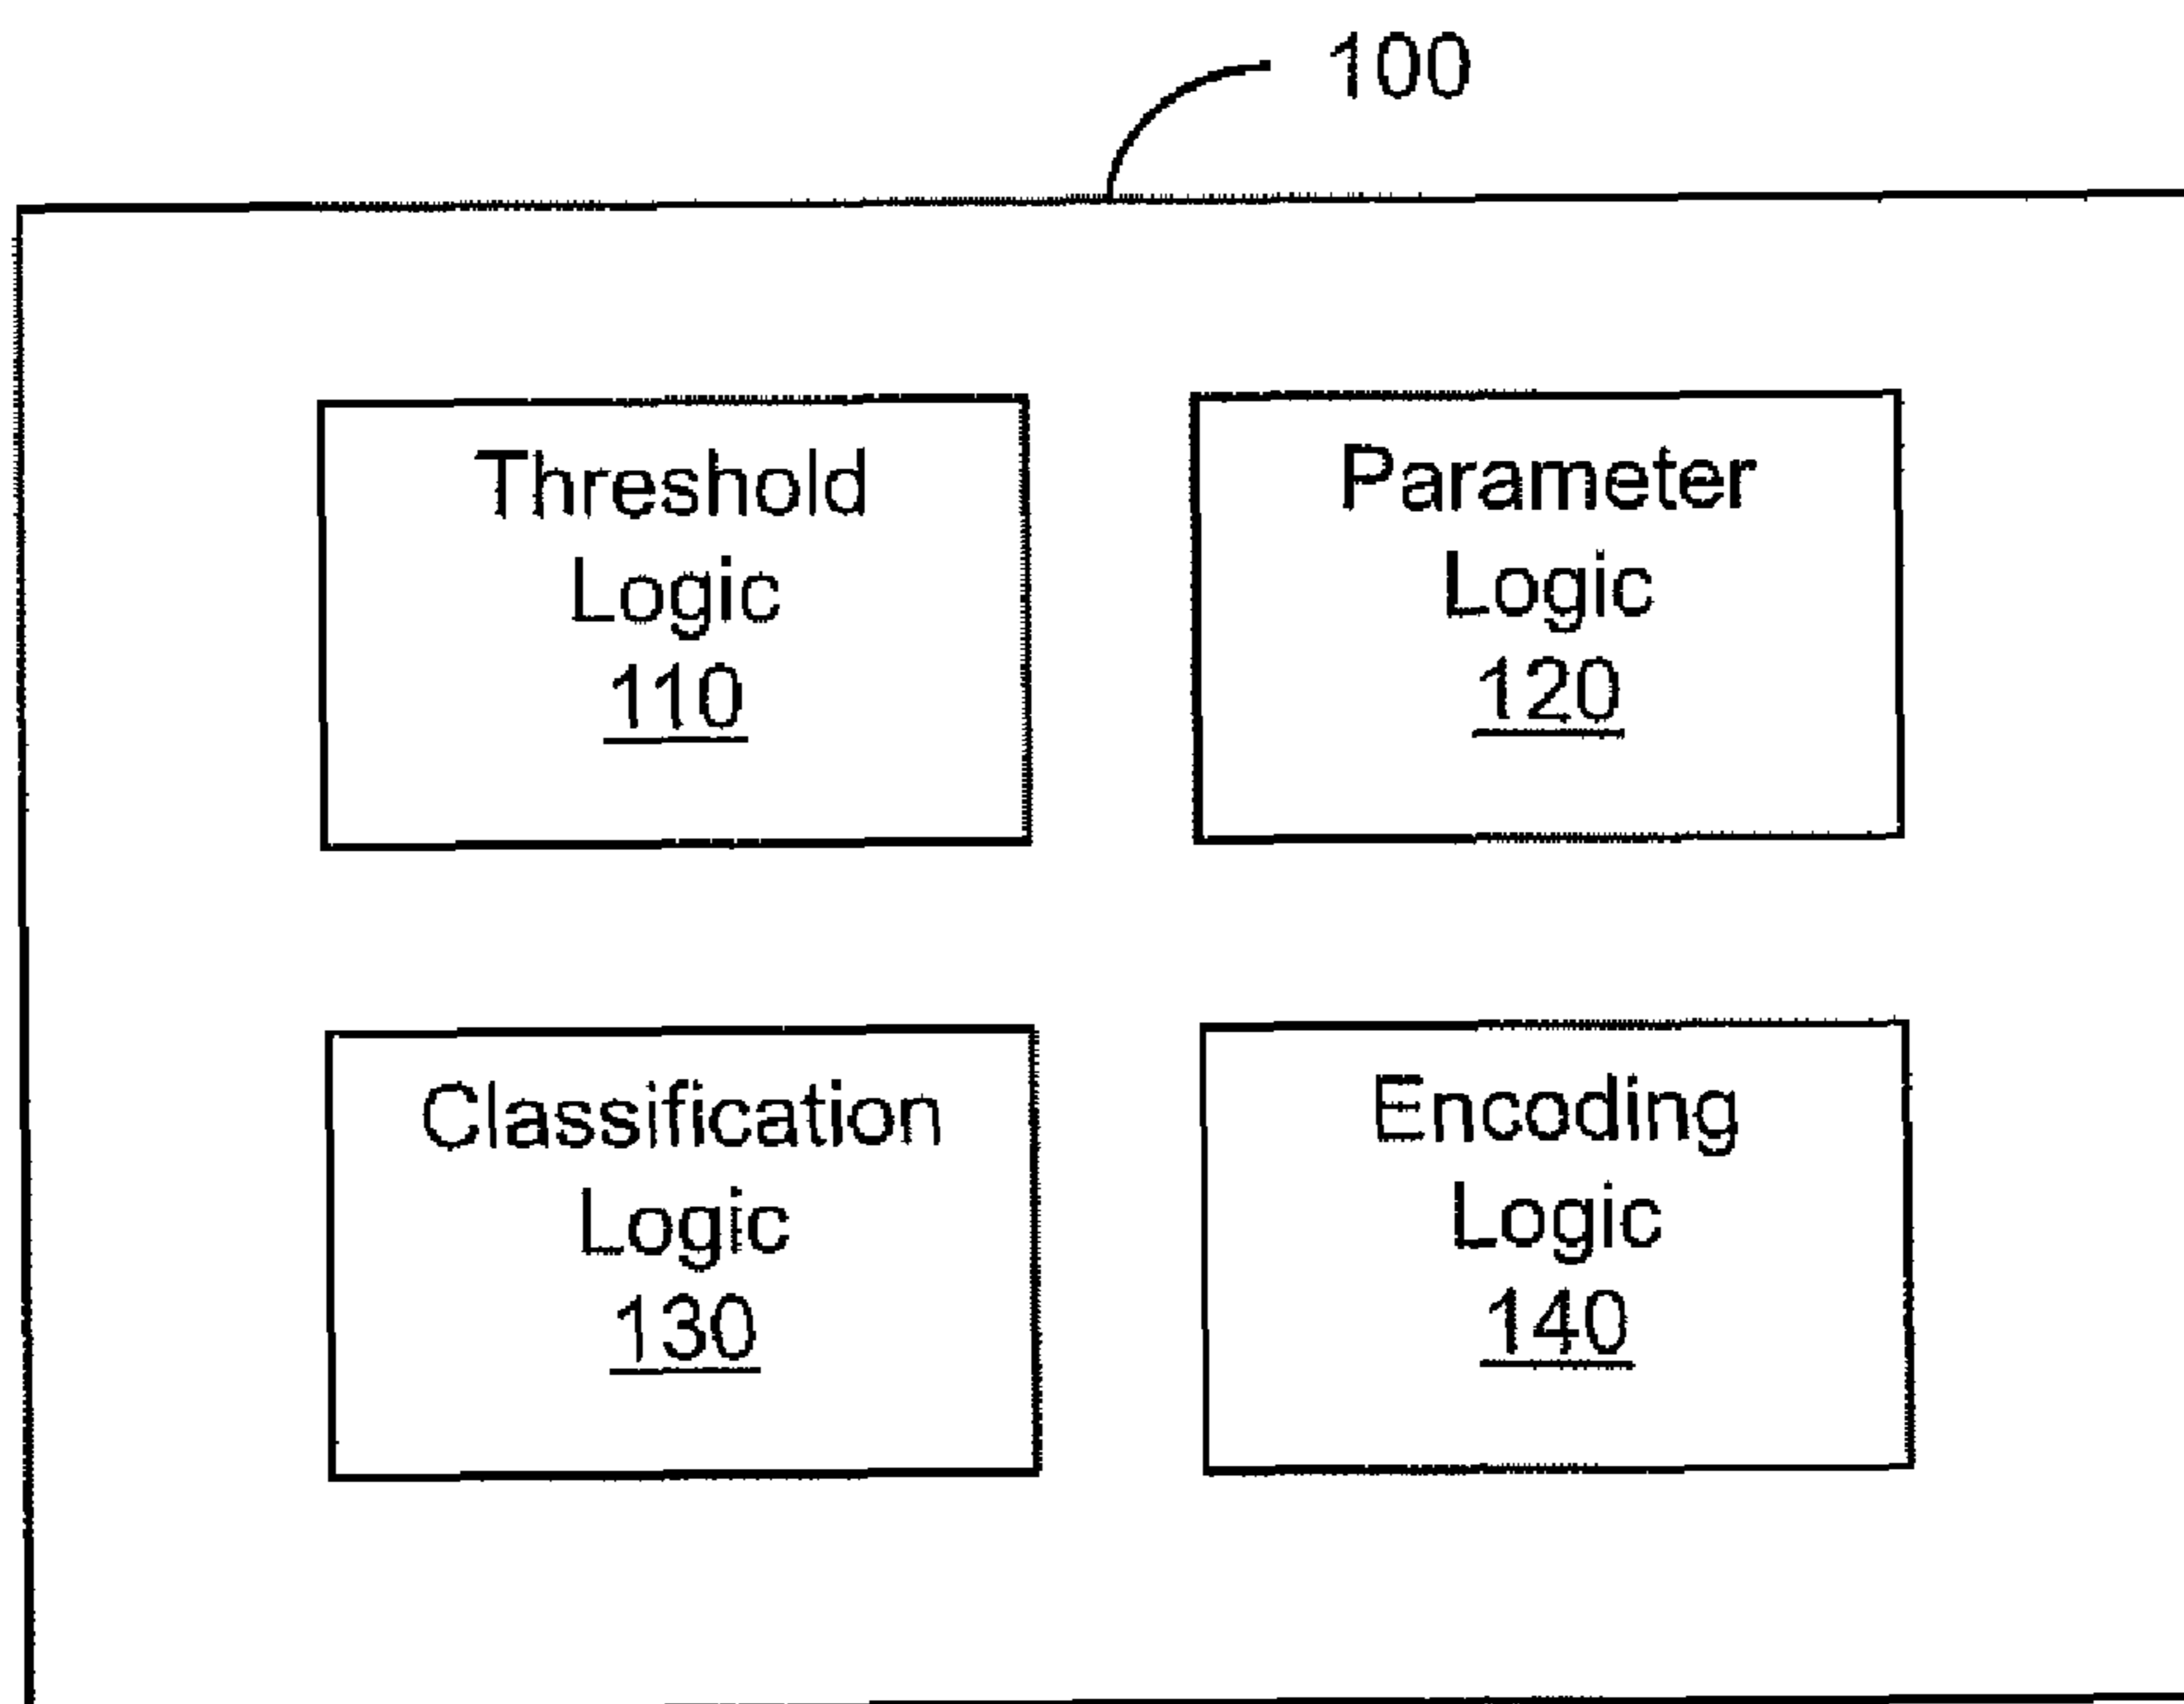 100
Threshold
Logic
110
Parameter
Logic
120
Classification
Logic
130
Encoding
Logic
140